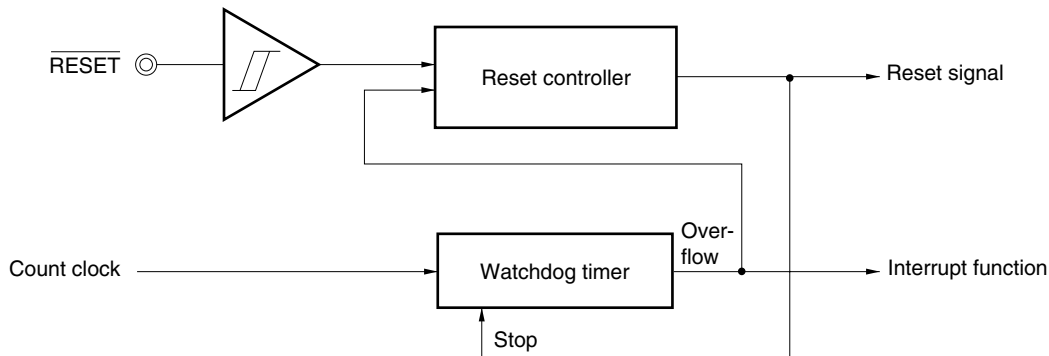 RESET
Reset controller
Reset signal
Over-
flow
Count clock
Watchdog timer
Interrupt function
Stop